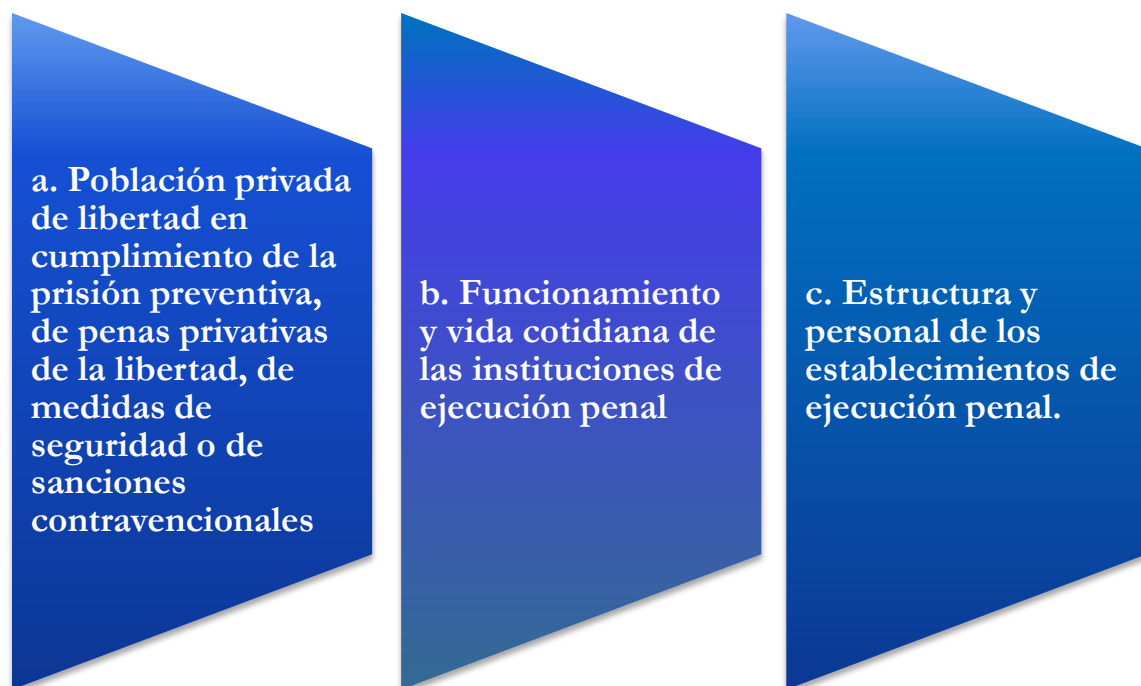 a. Población privada
de libertad en
cumplimiento de la
prisión preventiva,
de penas privativas
de la libertad, de
medidas de
seguridad o de
sanciones
contravencionales
b. Funcionamiento
y vida cotidiana de
las instituciones de
ejecución penal
c. Estructura y
personal de los
establecimientos de
ejecución penal.